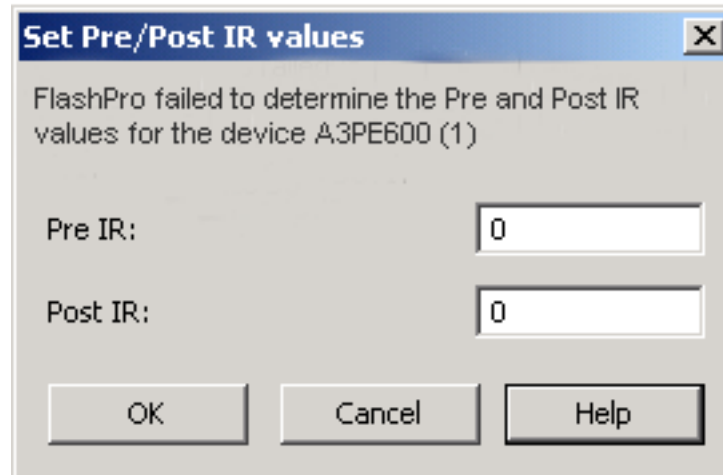 Set Pre/Post IR values
FlashPro failed to determine the Pre and Post IR
values for the device A3PE600 (1)
Pre IR: 0
Post IR: 0
OK Cancel Help